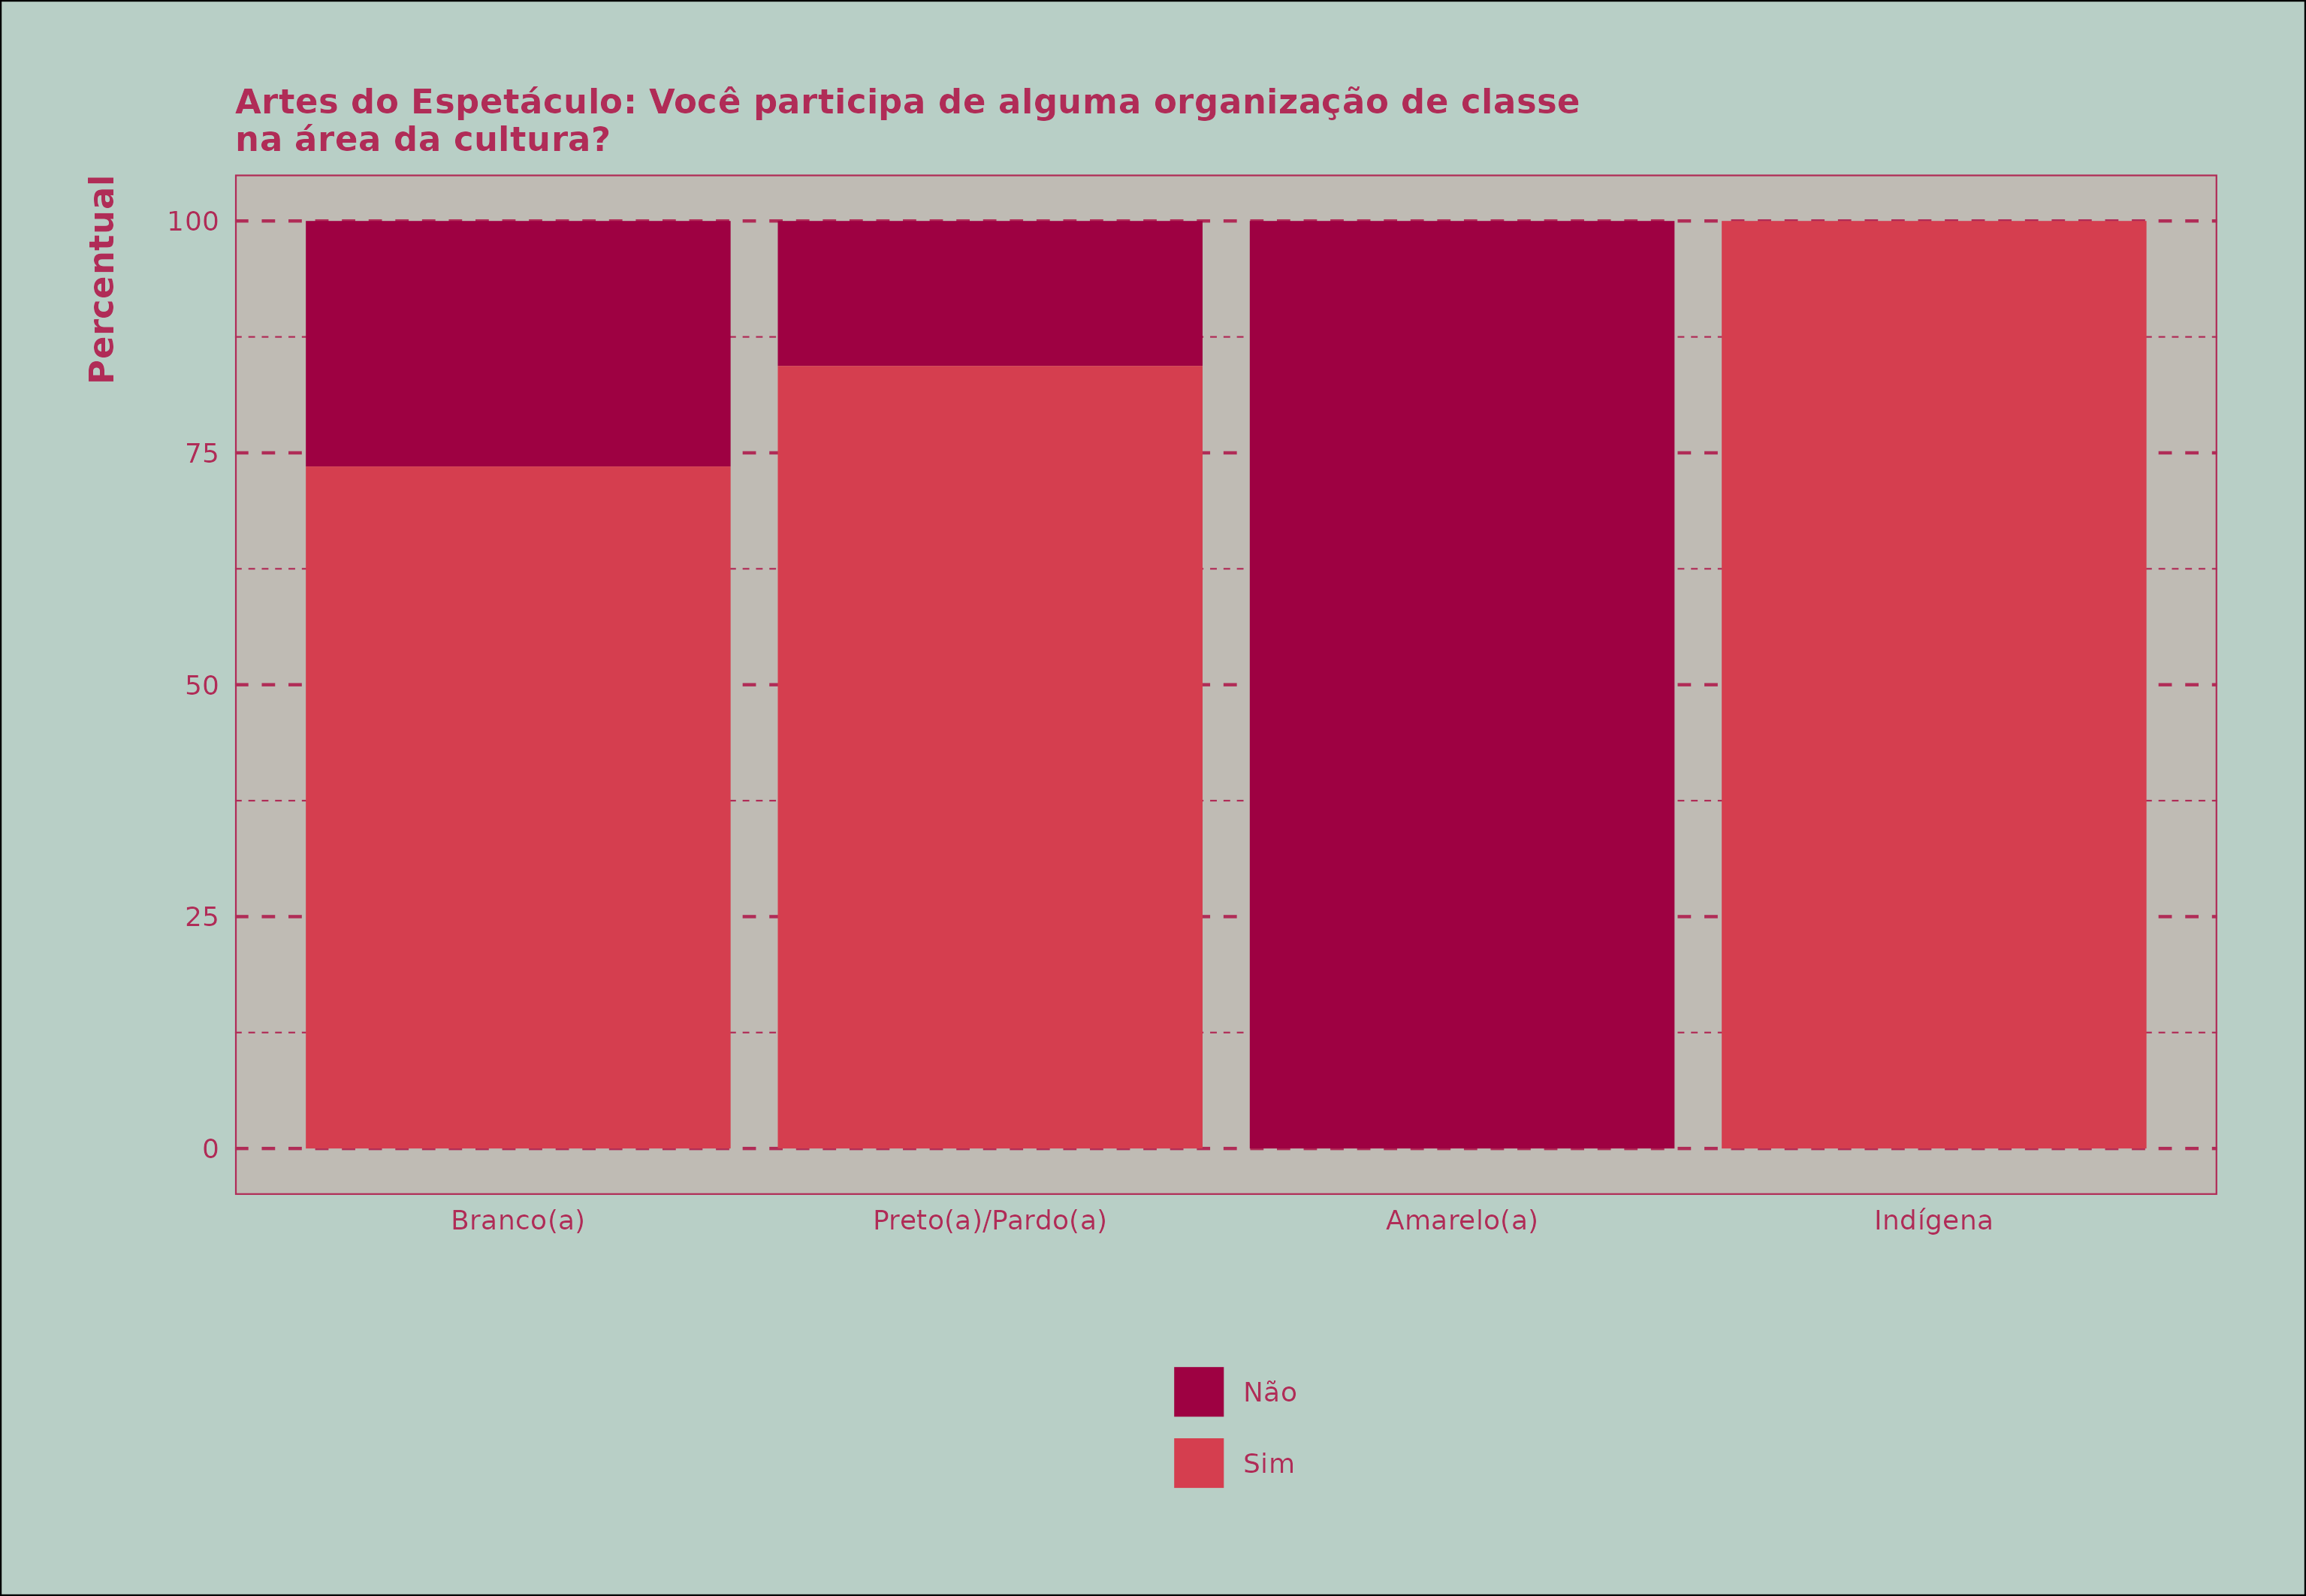 Artes do Espetáculo: Você participa de alguma organização de classe
na área da cultura?
Percentual
100
75
50
25
0
Branco(a)
Preto(a)/Pardo(a)
Amarelo(a)
Indígena
Não
Sim